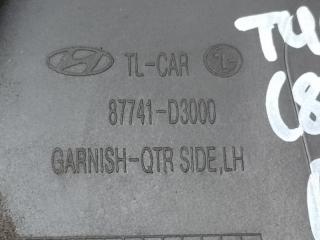 TL-CAR
87741-D3000
GARNISH-QTR SIDE,LH